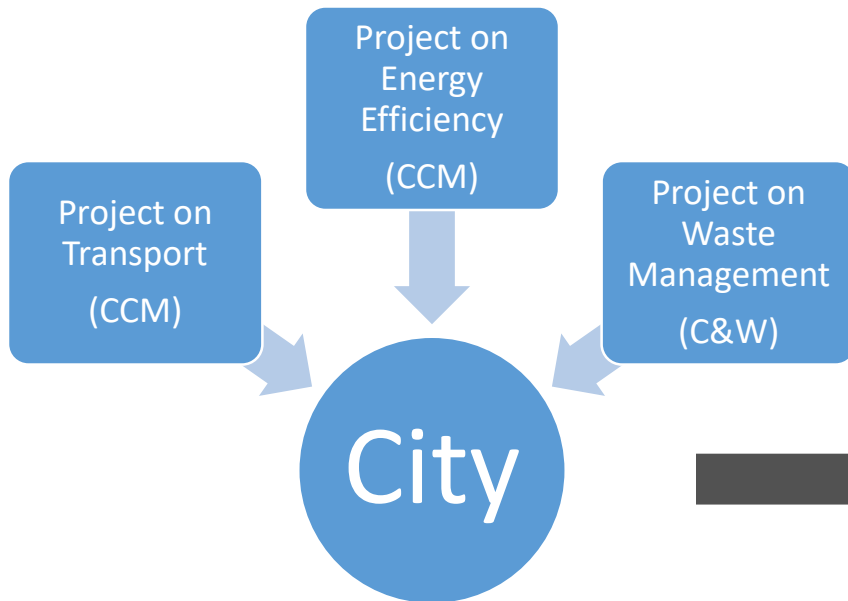 Project on
Energy
Efficiency
(CCM)
Project on
Transport
(CCM)
Project on
Waste
Management
(C&W)
City